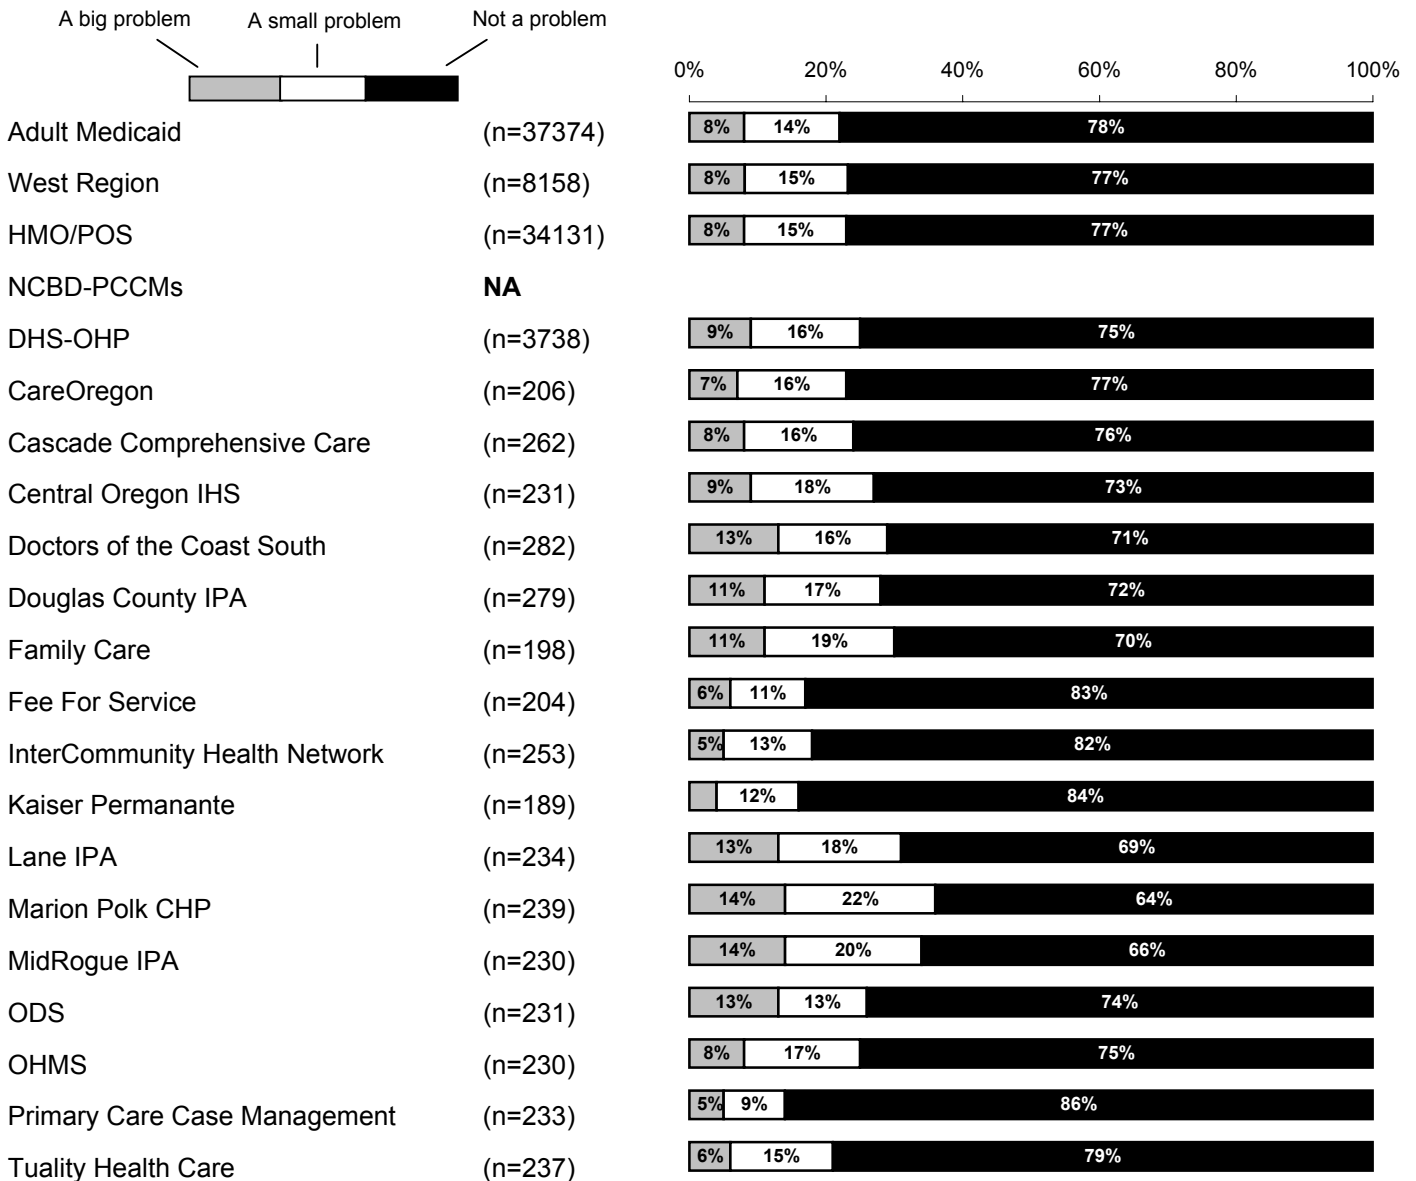 A big problem A small problem Not a problem
0% 20% 40% 60% 80% 100%
Adult Medicaid (n=37374) 8% 14% 78%
West Region (n=8158) 8% 15% 77%
HMO/POS (n=34131) 8% 15% 77%
NCBD-PCCMs NA
DHS-OHP (n=3738) 9% 16% 75%
CareOregon (n=206) 7% 16% 77%
Cascade Comprehensive Care (n=262) 8% 16% 76%
Central Oregon IHS (n=231) 9% 18% 73%
Doctors of the Coast South (n=282) 13% 16% 71%
Douglas County IPA (n=279) 11% 17% 72%
Family Care (n=198) 11% 19% 70%
Fee For Service (n=204) 6% 11% 83%
InterCommunity Health Network (n=253) 5% 13% 82%
Kaiser Permanante (n=189) 12% 84%
Lane IPA (n=234) 13% 18% 69%
Marion Polk CHP (n=239) 14% 22% 64%
MidRogue IPA (n=230) 14% 20% 66%
ODS (n=231) 13% 13% 74%
OHMS (n=230) 8% 17% 75%
Primary Care Case Management (n=233) 5% 9% 86%
Tuality Health Care (n=237) 6% 15% 79%